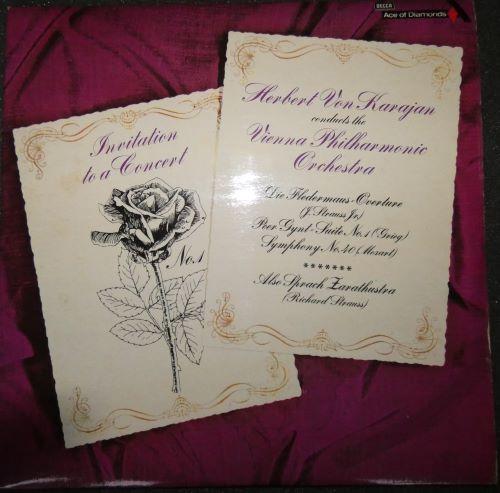 DECCA
Ace of Diamonds
Invitation
to a Concert
No.1
Herbert Von Karajan
conducts the
Vienna Philharmonic
Orchestra
Die Fledermaus-Overture
(J. Strauss Jr)
Peer Gynt-Suite No.1 (Grieg)
Symphony No.40 (Mozart)
*******
Also Sprach Zarathustra
(Richard Strauss)